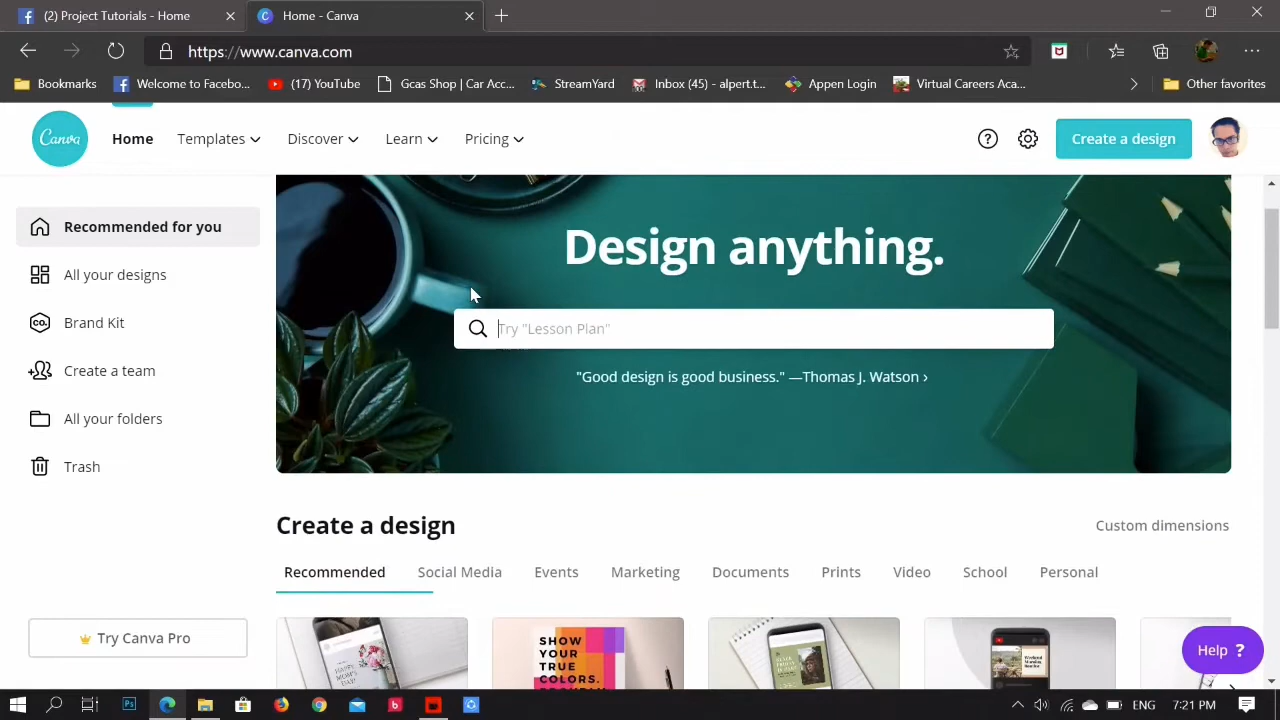 (2) Project Tutorials - Home
Home - Canva
https://www.canva.com
Bookmarks
Welcome to Faceboo...
(17) YouTube
Gcas Shop | Car Acce...
StreamYard
Inbox (45) - alpert.t...
Appen Login
Virtual Careers Aca...
Other favorites
Canva
Home
Templates
Discover
Learn
Pricing
Create a design
Recommended for you
All your designs
CO.
Brand Kit
Create a team
All your folders
Trash
Try Canva Pro
Design anything.
Try "Lesson Plan"
"Good design is good business." —Thomas J. Watson ›
Create a design
Custom dimensions
Recommended
Social Media
Events
Marketing
Documents
Prints
Video
School
Personal
SHOW
YOUR
TRUE
COLORS.
Help ?
ENG
7:21 PM